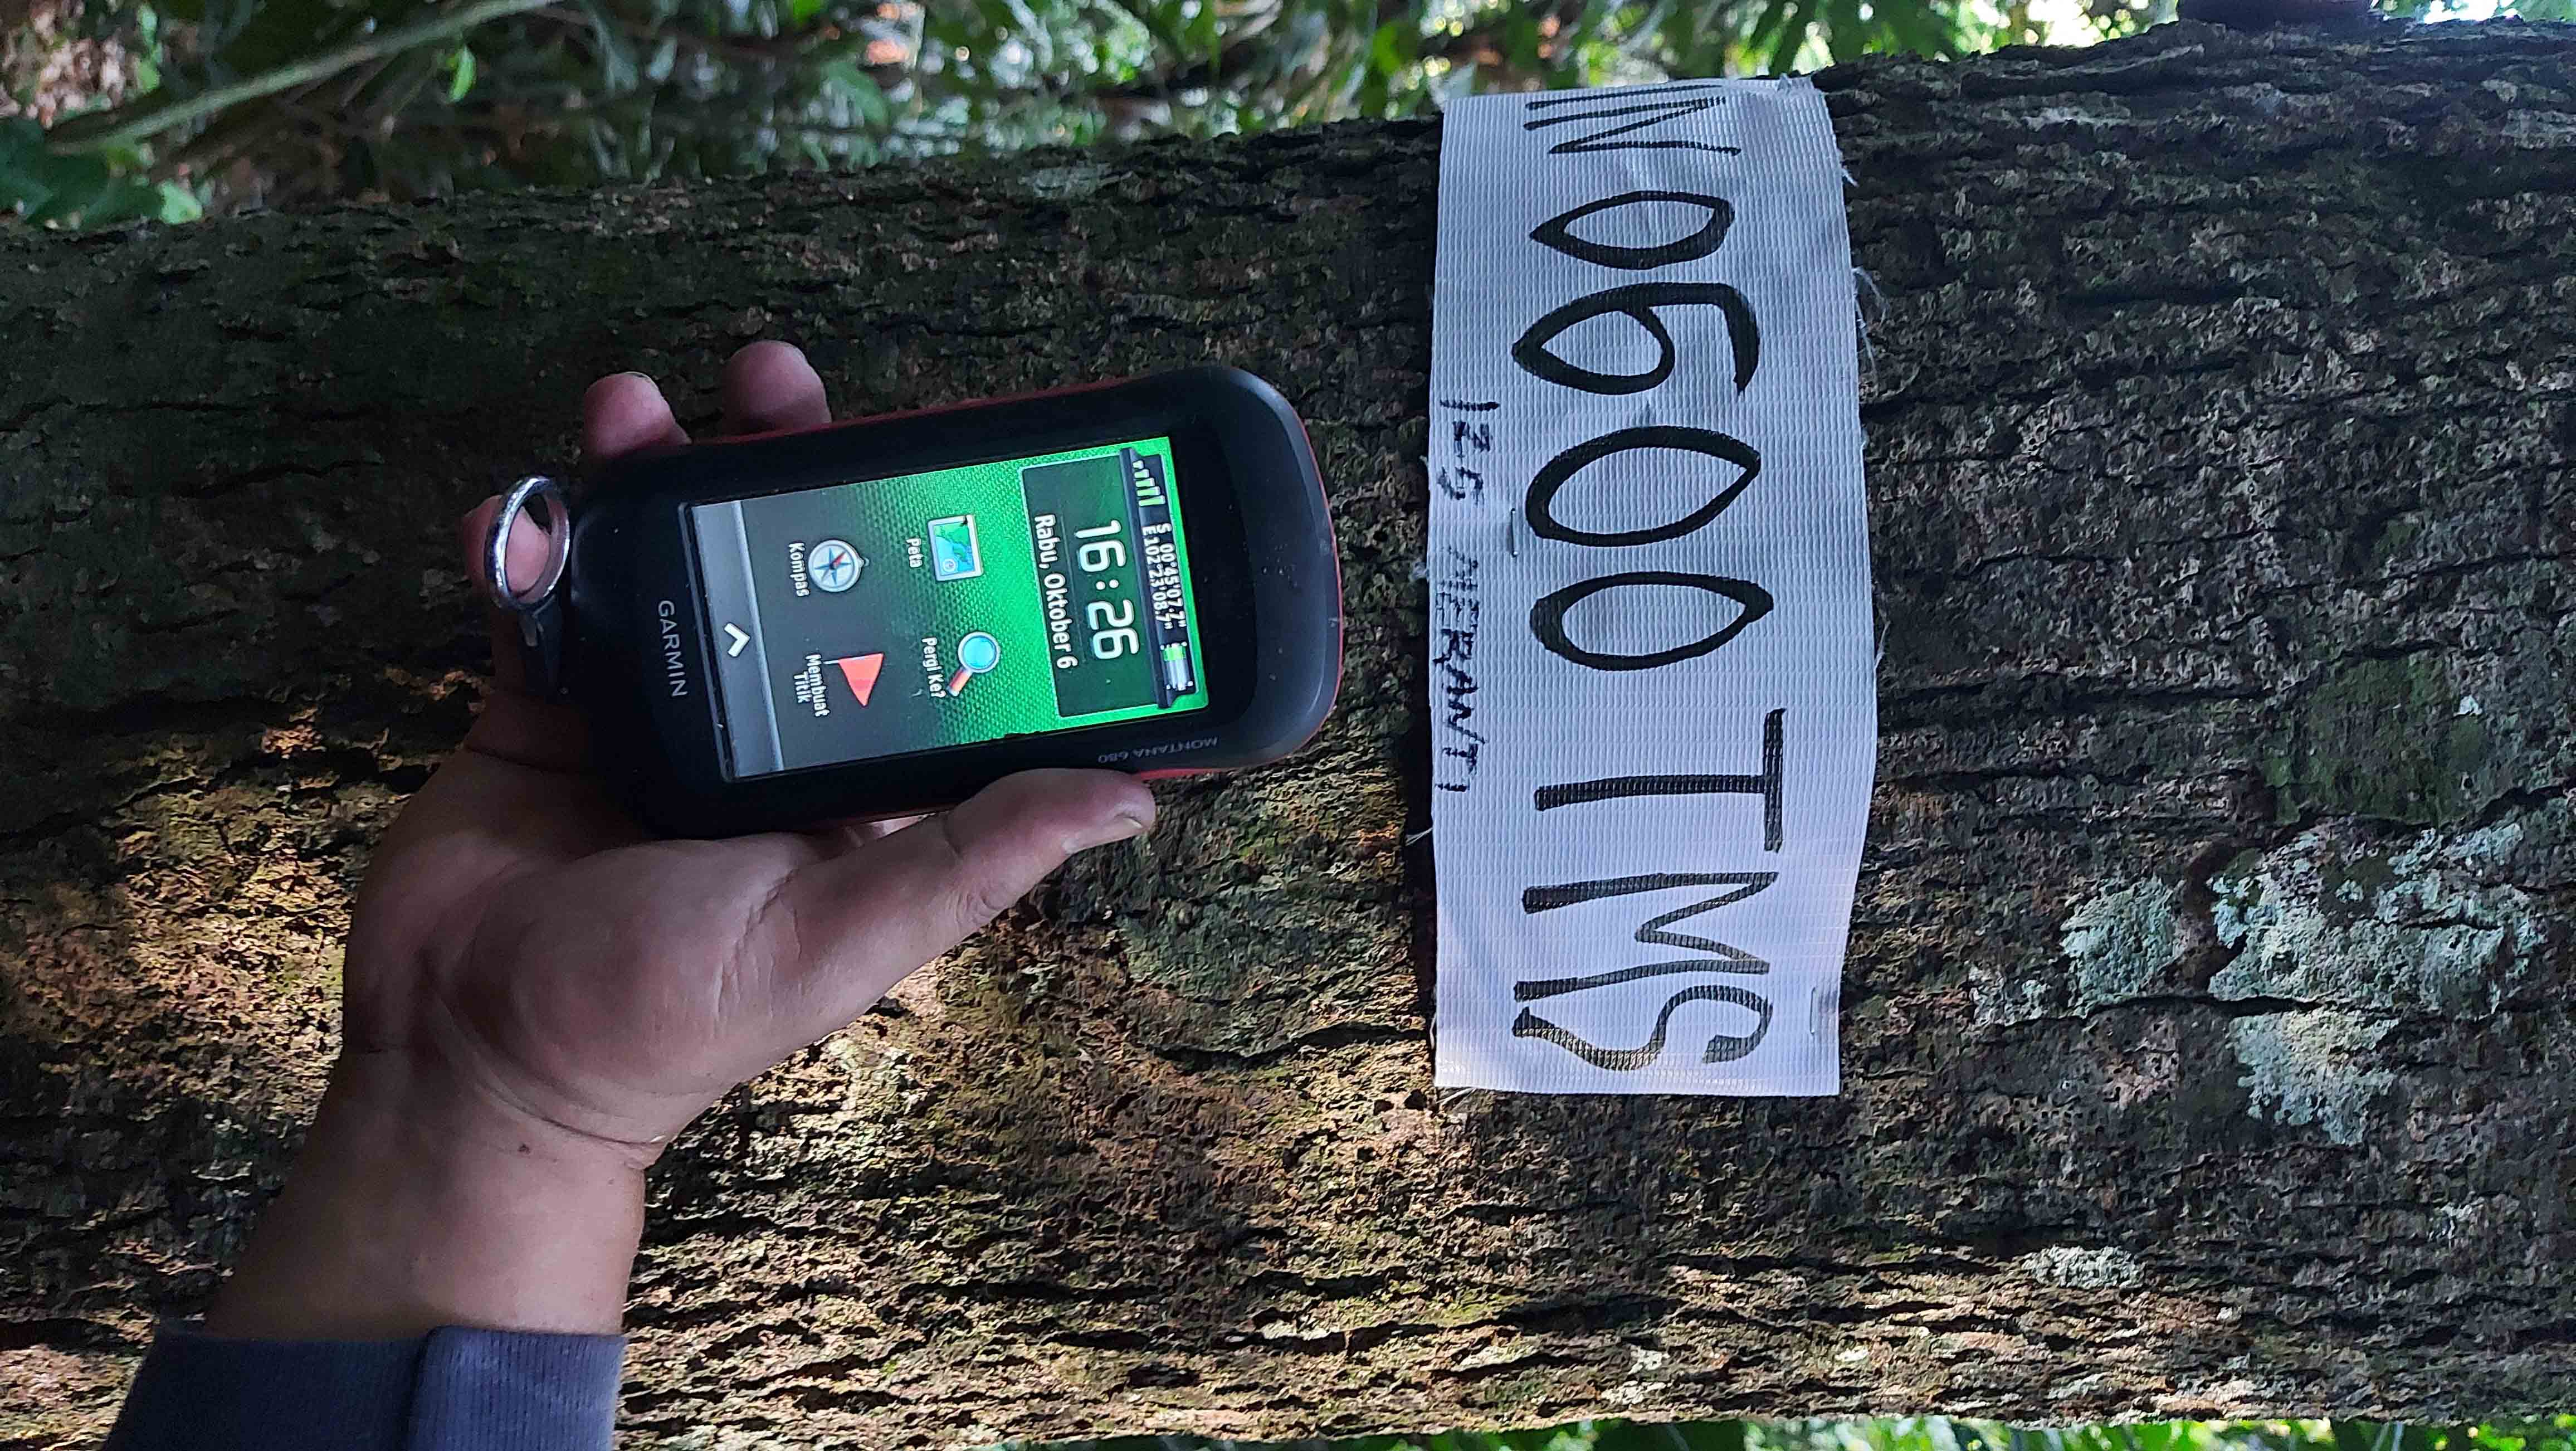 S 00°45'07.7"
E 102°23'08.7"
16:26
Rabu, Oktober 6
Peta
Pergi Ke?
Kompas
Membuat
Titik
GARMIN
MONTANA 680
N0600 TMS
125 MERANTI